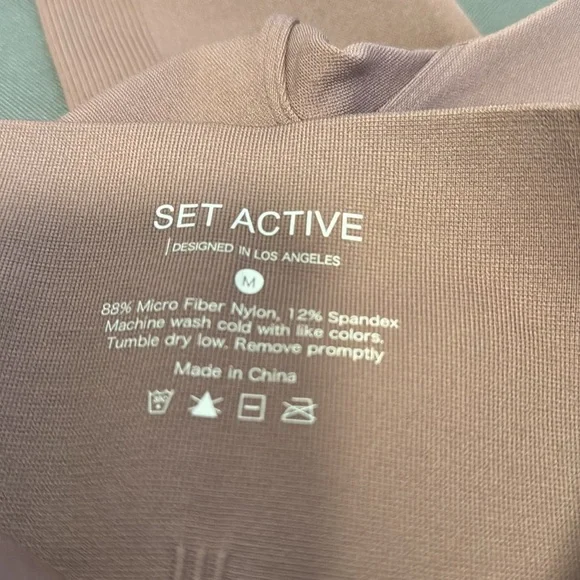 SET ACTIVE
DESIGNED IN LOS ANGELES
M
88% Micro Fiber Nylon, 12% Spandex
Machine wash cold with like colors.
Tumble dry low. Remove promptly
Made in China